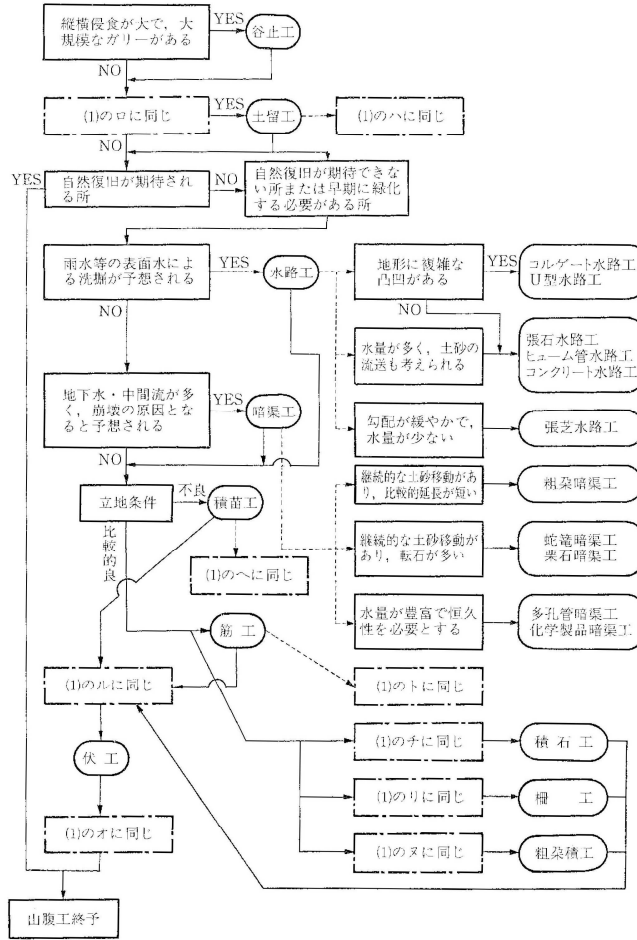 縦横侵食が大で，大
規模なガリーがある
YES
谷止工
NO
(1)のロに同じ
YES
土留工
(1)のハに同じ
NO
YES
自然復旧が期待され
る所
NO
自然復旧が期待できな
い所または早期に緑化
する必要がある所
雨水等の表面水によ
る洗掘が予想される
YES
水路工
地形に複雑な
凸凹がある
YES
コルゲート水路工
U型水路工
NO
NO
水量が多く，土砂の
流送も考えられる
張石水路工
ヒューム管水路工
コンクリート水路工
地下水・中間流が多
く，崩壊の原因とな
ると予想される
YES
暗渠工
勾配が緩やかで，
水量が少ない
張芝水路工
NO
立地条件
不良
積苗工
継続的な土砂移動があ
り，比較的延長が短い
粗朶暗渠工
比較的良
(1)のヘに同じ
継続的な土砂移動が
あり，転石が多い
蛇篭暗渠工
栗石暗渠工
筋工
水量が豊富で恒久
性を必要とする
多孔管暗渠工
化学製品暗渠工
(1)のルに同じ
(1)のトに同じ
伏工
(1)のチに同じ
積石工
(1)のリに同じ
柵工
(1)のオに同じ
(1)のヌに同じ
粗朶積工
山腹工終予